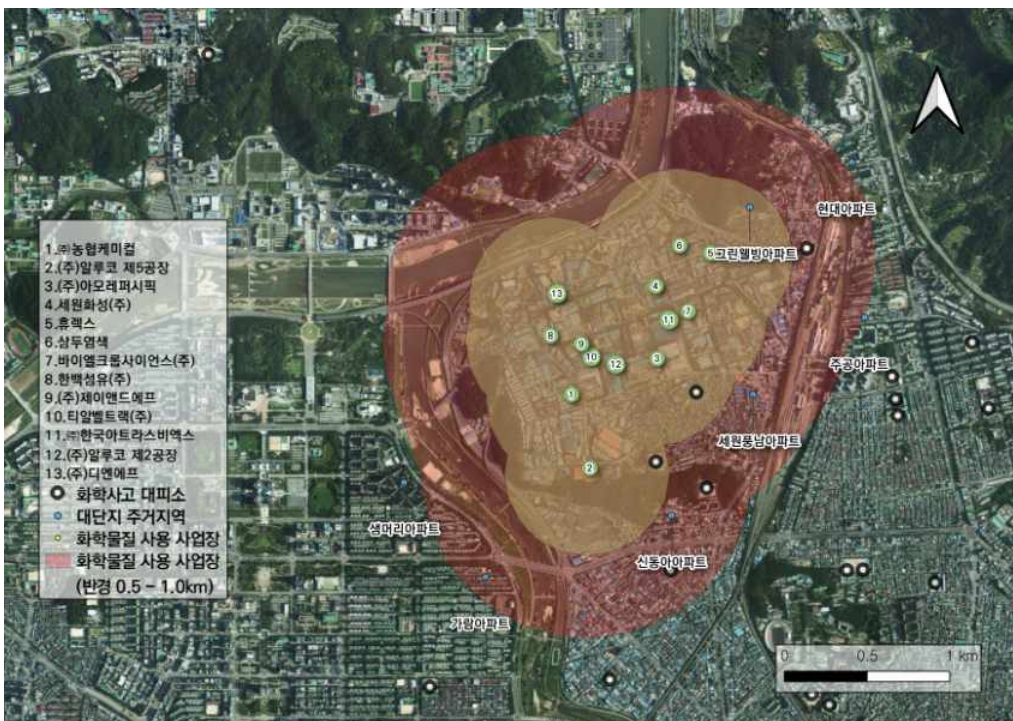 1.㈜농협케미컬
2.(주)알루코 제5공장
3.(주)아모레퍼시픽
4.세원화성(주)
5.휴렉스
6.삼두염색
7.바이엘크롭사이언스(주)
8.한백섬유(주)
9.(주)제이앤드에프
10.티알벨트랙(주)
11.㈜한국아트라스비엑스
12.(주)알루코 제2공장
13.(주)디엔에프
화학사고 대피소
대단지 주거지역
화학물질 사용 사업장
화학물질 사용 사업장
(반경 0.5 - 1.0km)
현대아파트
6
5
그린웰빙아파트
4
13
11
7
8
9
10
12
3
주공아파트
1
세원풍남아파트
2
샘머리아파트
신동아아파트
가람아파트
0 0.5 1 km